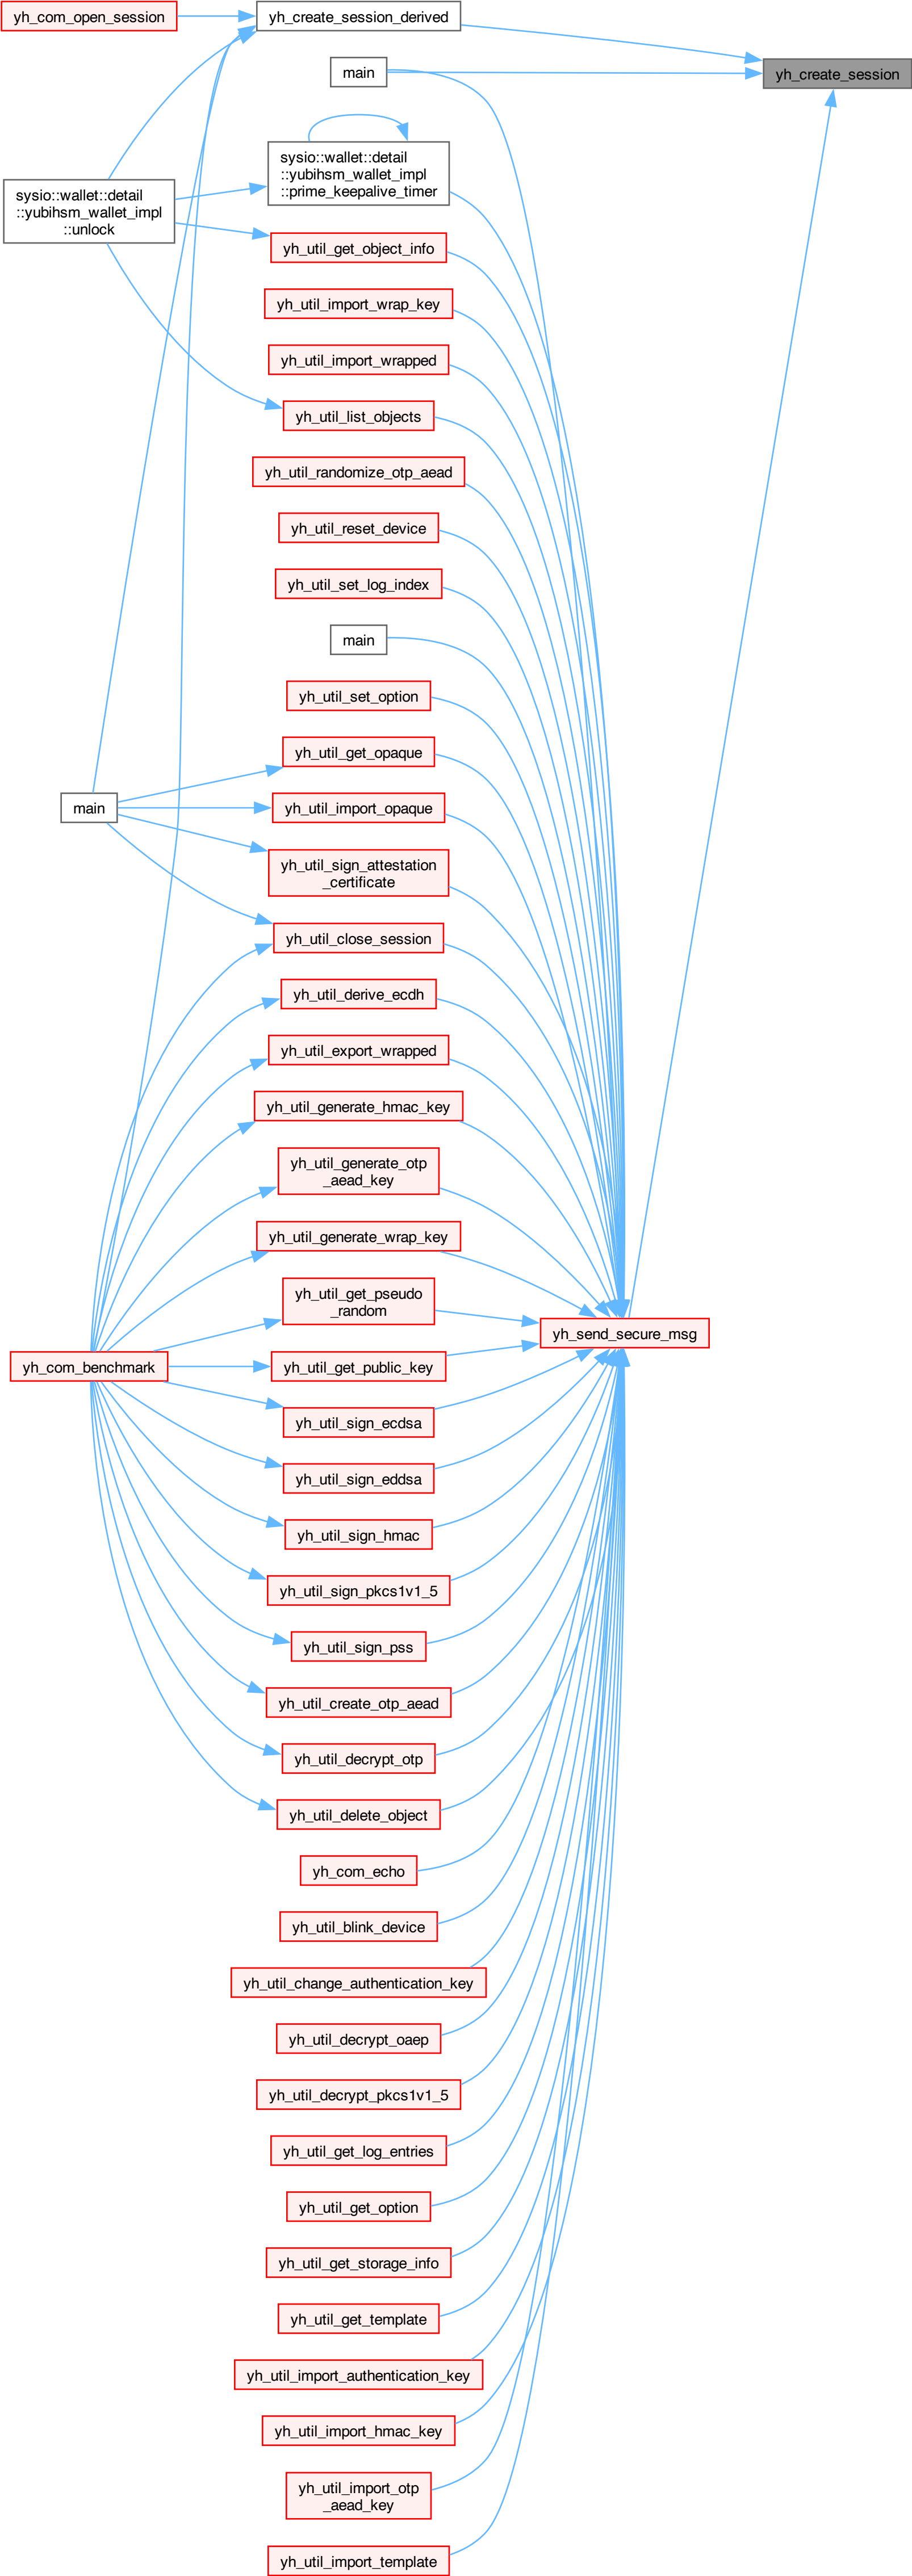 yh_com_open_session
yh_create_session_derived
main
yh_create_session
sysio::wallet::detail
::yubihsm_wallet_impl
::prime_keepalive_timer
sysio::wallet::detail
::yubihsm_wallet_impl
::unlock
yh_util_get_object_info
yh_util_import_wrap_key
yh_util_import_wrapped
yh_util_list_objects
yh_util_randomize_otp_aead
yh_util_reset_device
yh_util_set_log_index
main
yh_util_set_option
yh_util_get_opaque
main
yh_util_import_opaque
yh_util_sign_attestation
_certificate
yh_util_close_session
yh_util_derive_ecdh
yh_util_export_wrapped
yh_util_generate_hmac_key
yh_util_generate_otp
_aead_key
yh_util_generate_wrap_key
yh_util_get_pseudo
_random
yh_send_secure_msg
yh_com_benchmark
yh_util_get_public_key
yh_util_sign_ecdsa
yh_util_sign_eddsa
yh_util_sign_hmac
yh_util_sign_pkcs1v1_5
yh_util_sign_pss
yh_util_create_otp_aead
yh_util_decrypt_otp
yh_util_delete_object
yh_com_echo
yh_util_blink_device
yh_util_change_authentication_key
yh_util_decrypt_oaep
yh_util_decrypt_pkcs1v1_5
yh_util_get_log_entries
yh_util_get_option
yh_util_get_storage_info
yh_util_get_template
yh_util_import_authentication_key
yh_util_import_hmac_key
yh_util_import_otp
_aead_key
yh_util_import_template